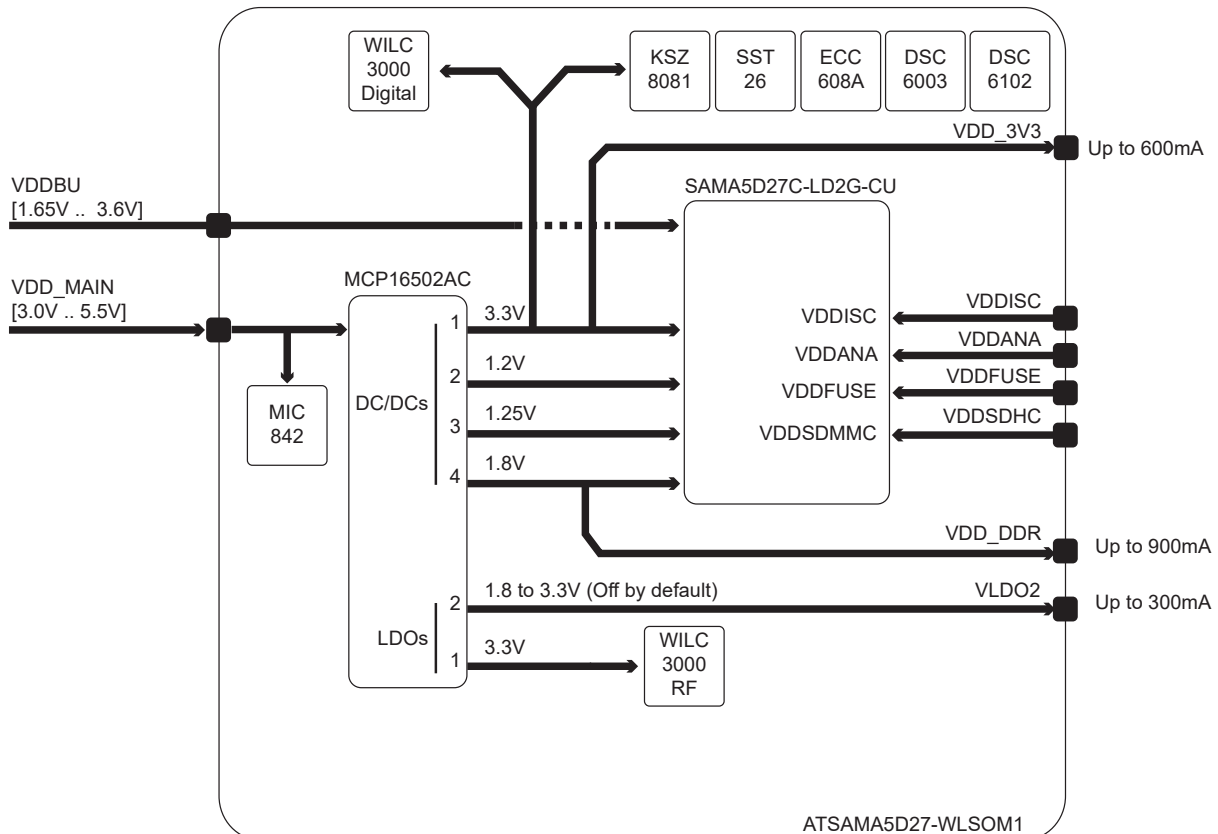 WILC
3000
Digital
KSZ
8081
SST
26
ECC
608A
DSC
6003
DSC
6102
VDD_3V3
Up to 600mA
VDDBU
[1.65V .. 3.6V]
SAMA5D27C-LD2G-CU
VDD_MAIN
[3.0V .. 5.5V]
MCP16502AC
MIC
842
DC/DCs
1
3.3V
2
1.2V
3
1.25V
4
1.8V
VDDISC
VDDISC
VDDANA
VDDANA
VDDFUSE
VDDFUSE
VDDSDMMC
VDDSDHC
VDD_DDR
Up to 900mA
LDOs
2
1.8 to 3.3V (Off by default)
VLDO2
Up to 300mA
1
3.3V
WILC
3000
RF
ATSAMA5D27-WLSOM1